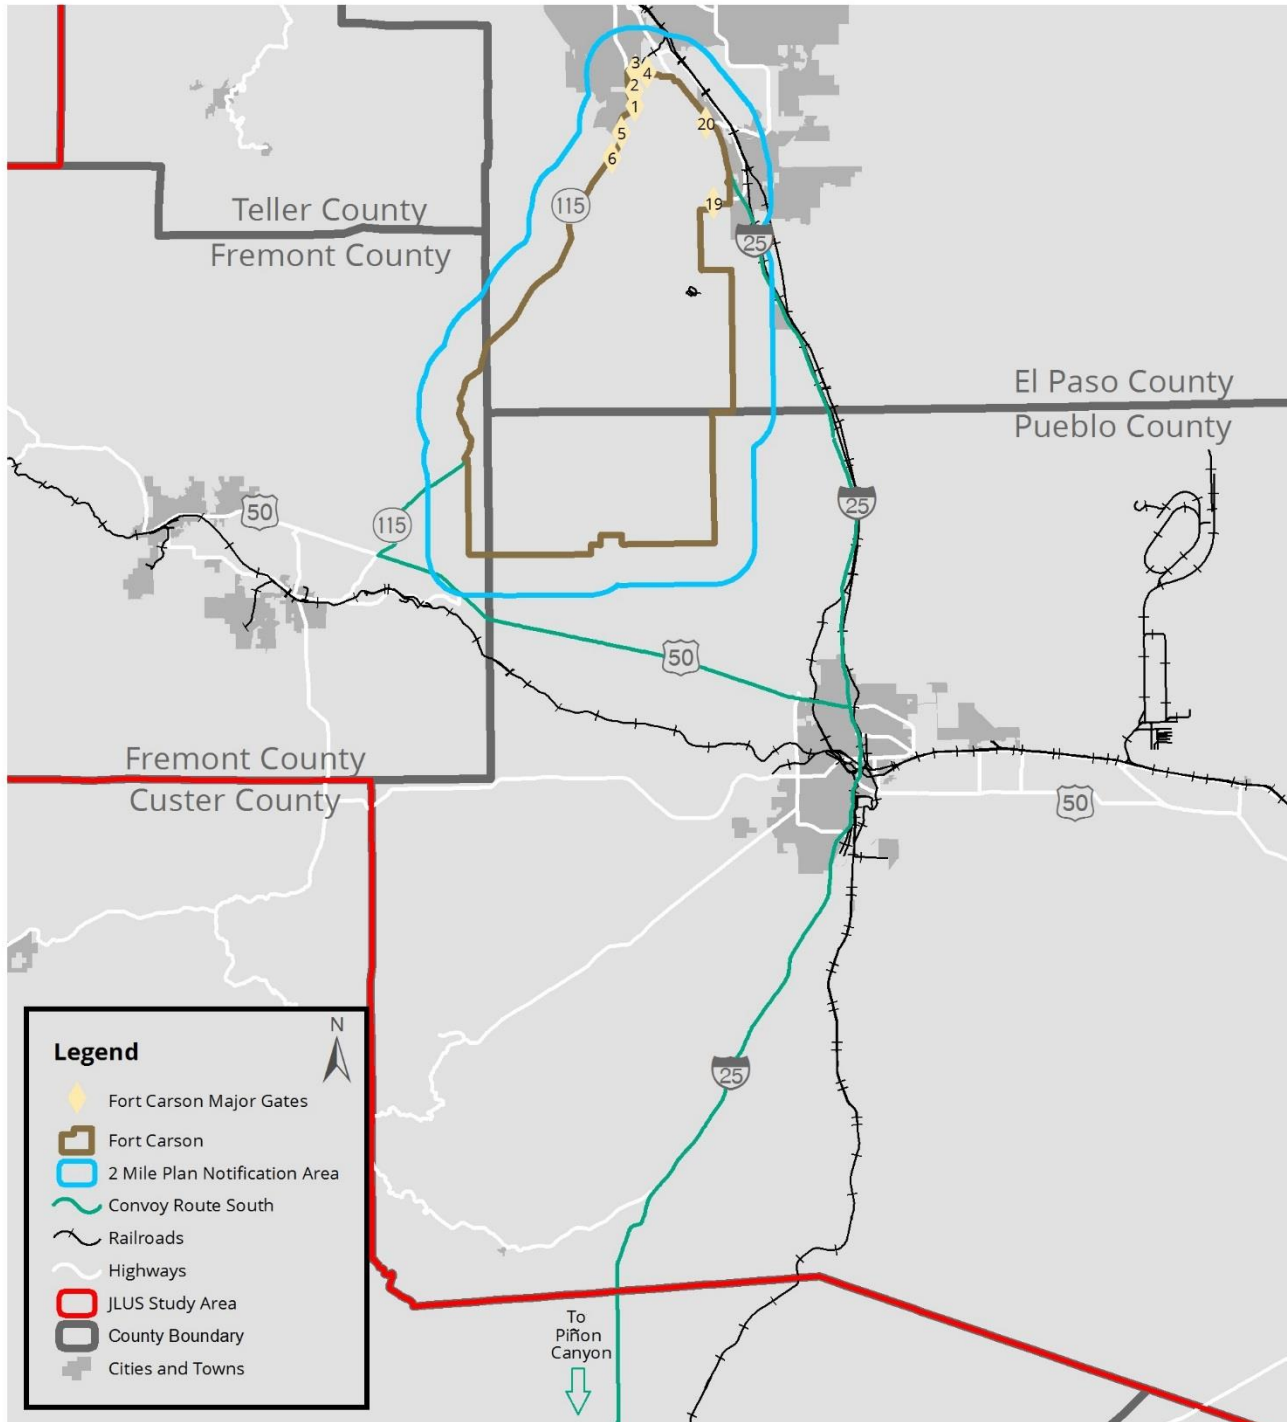 3
4
2
1
20
5
6
115
19
Teller County
25
Fremont County
El Paso County
Pueblo County
50
115
25
50
Fremont County
Custer County
50
N
Legend
25
Fort Carson Major Gates
Fort Carson
2 Mile Plan Notification Area
Convoy Route South
Railroads
Highways
JLUS Study Area
County Boundary
Cities and Towns
To
Piñon
Canyon